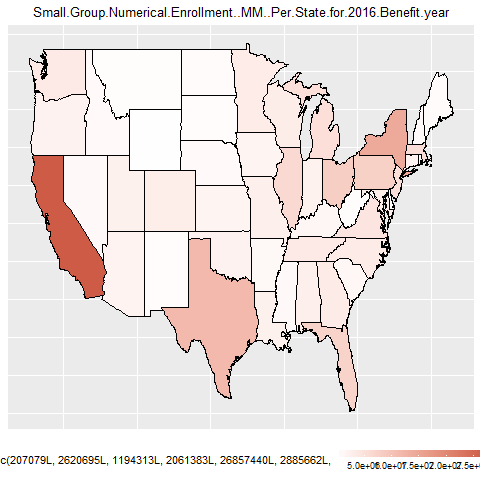 Small.Group.Numerical.Enrollment..MM..Per.State.for.2016.Benefit.year
c(207079L, 2620695L, 1194313L, 2061383L, 26857440L, 2885662L,